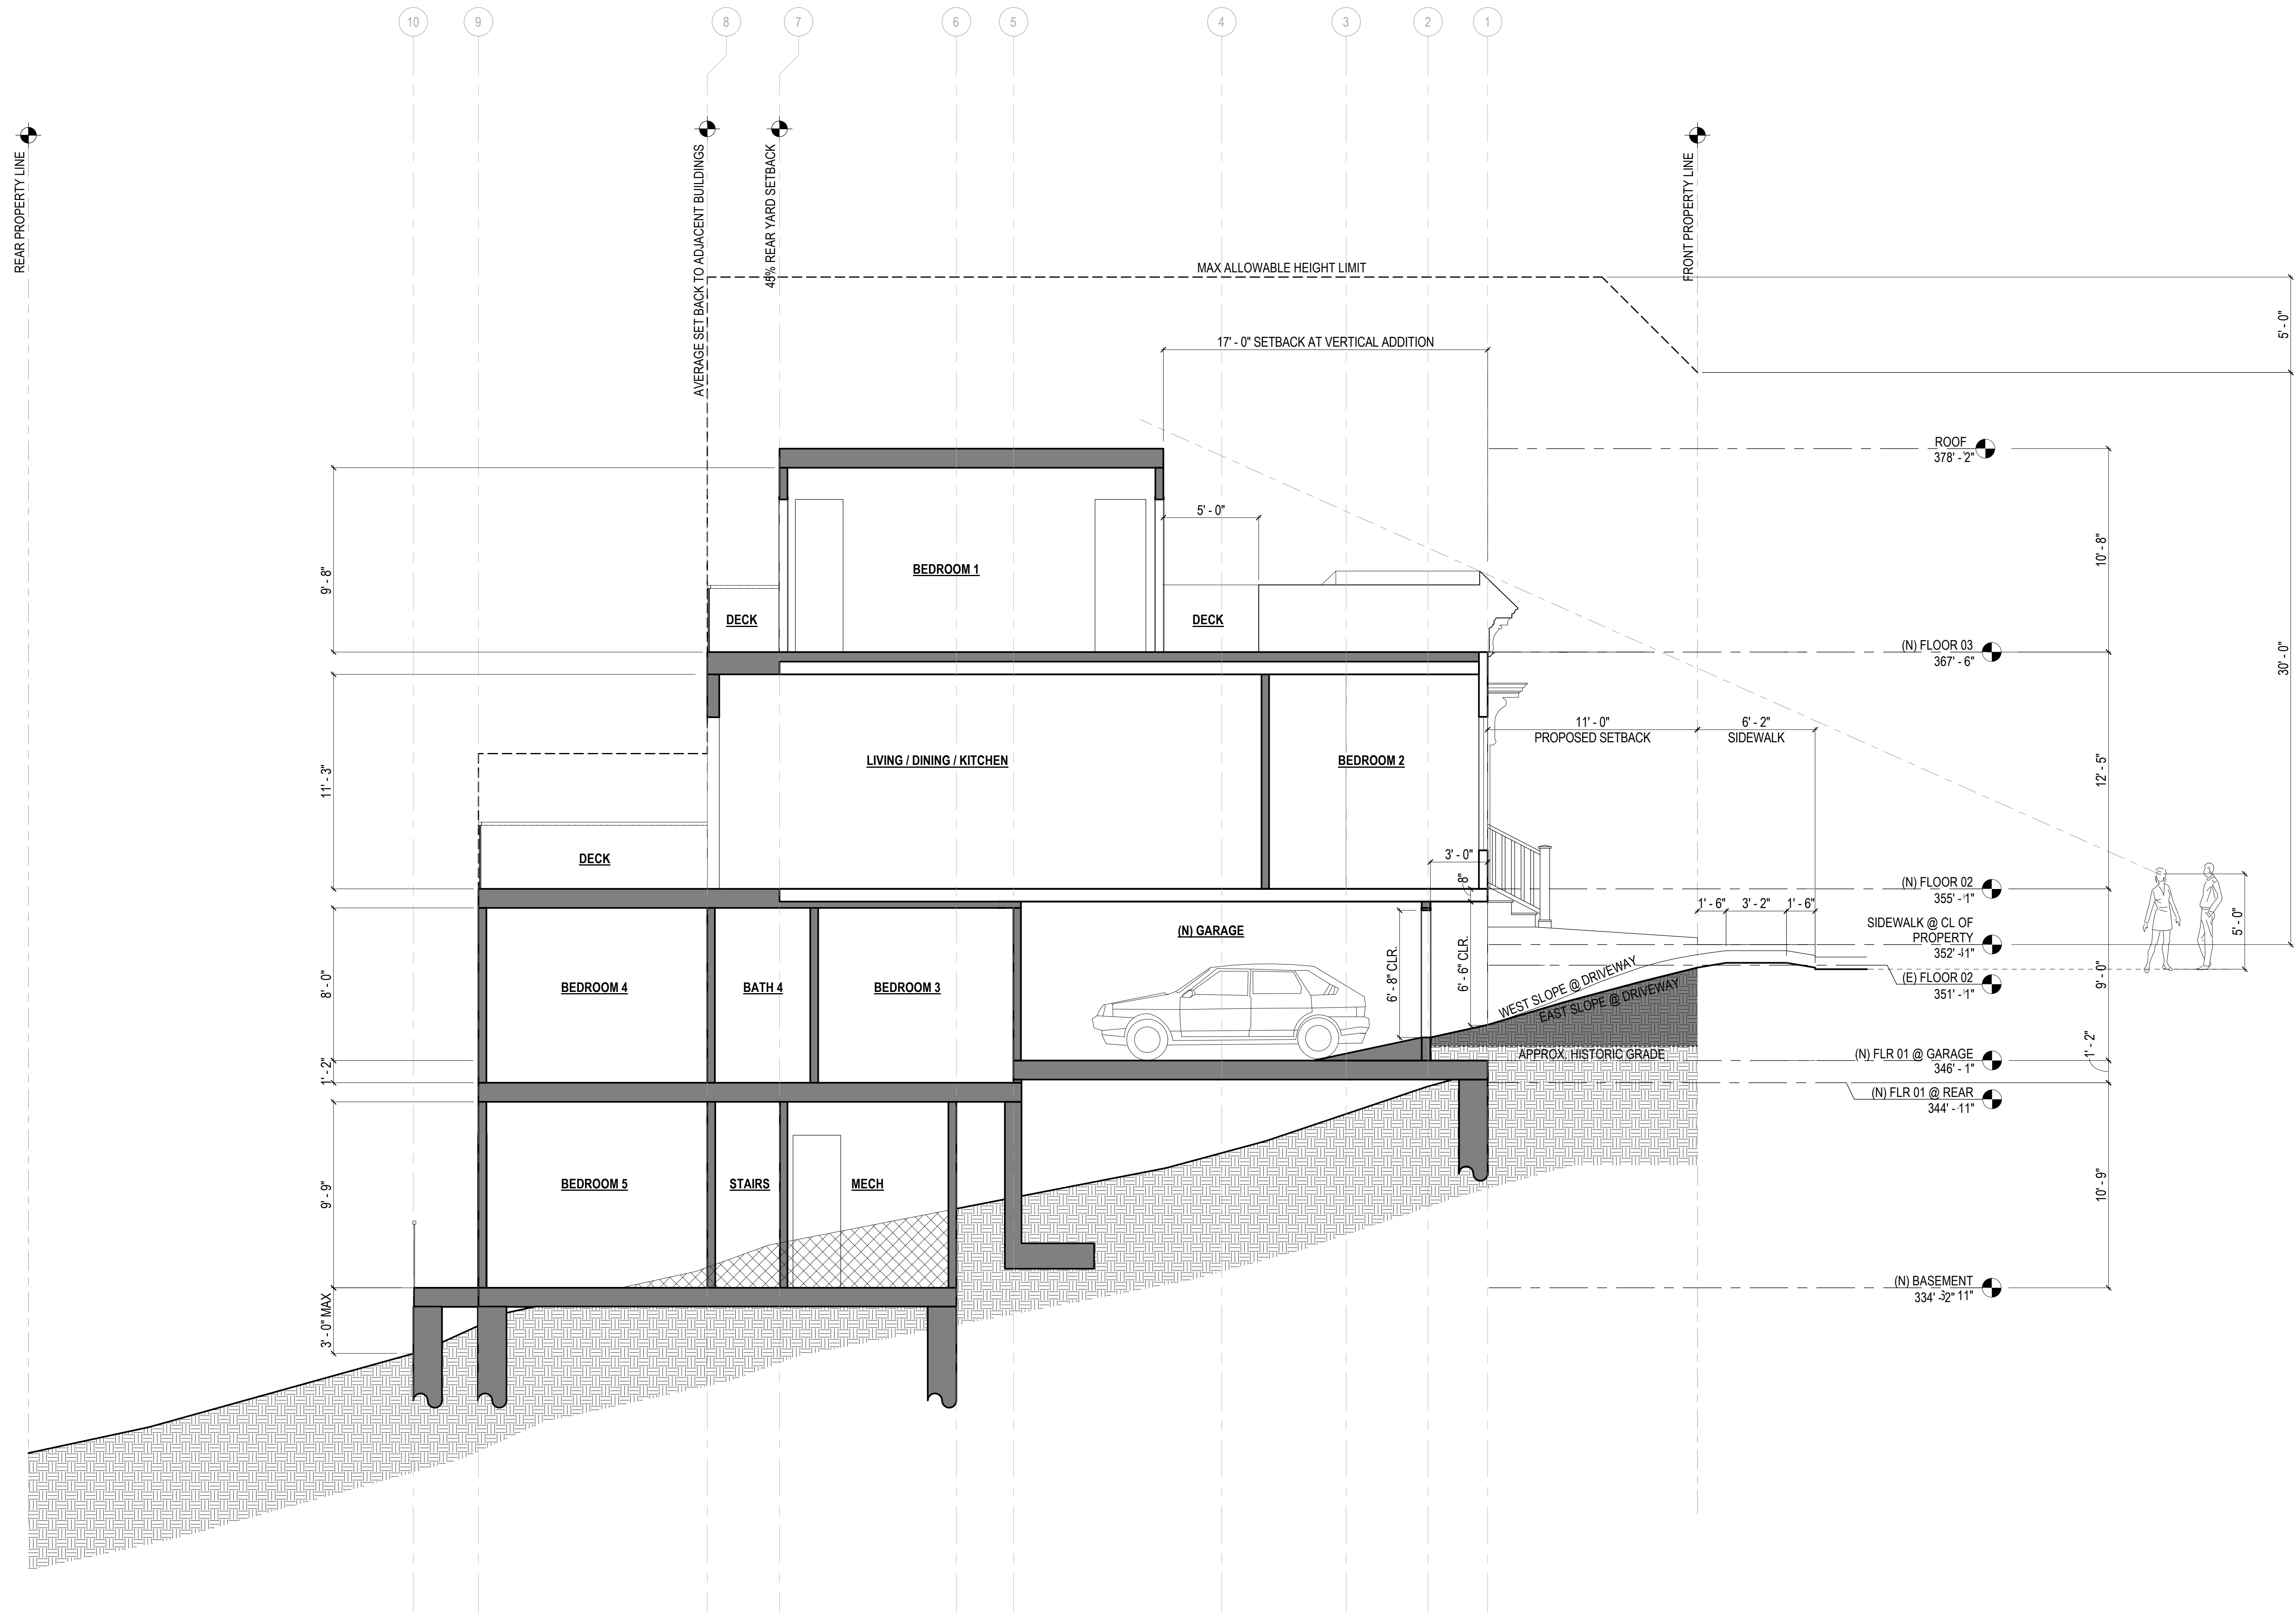 10
9
8
7
6
5
4
3
2
1
REAR PROPERTY LINE
AVERAGE SET BACK TO ADJACENT BUILDINGS
45% REAR YARD SETBACK
FRONT PROPERTY LINE
MAX ALLOWABLE HEIGHT LIMIT
5' - 0"
17' - 0" SETBACK AT VERTICAL ADDITION
ROOF
378' - 2"
9' - 8"
5' - 0"
10' - 8"
BEDROOM 1
DECK
DECK
(N) FLOOR 03
367' - 6"
30' - 0"
11' - 0"
PROPOSED SETBACK
6' - 2"
SIDEWALK
11' - 3"
LIVING / DINING / KITCHEN
BEDROOM 2
12' - 5"
DECK
3' - 0"
8"
(N) FLOOR 02
355' - 1"
1' - 6"
3' - 2"
1' - 6"
SIDEWALK @ CL OF
PROPERTY
5' - 0"
(N) GARAGE
6' - 8" CLR.
6' - 6" CLR.
WEST SLOPE @ DRIVEWAY
EAST SLOPE @ DRIVEWAY
(E) FLOOR 02
351' - 1"
9' - 0"
8' - 0"
BEDROOM 4
BATH 4
BEDROOM 3
APPROX. HISTORIC GRADE
(N) FLR 01 @ GARAGE
346' - 1"
1' - 2"
1' - 2"
(N) FLR 01 @ REAR
344' - 11"
9' - 9"
BEDROOM 5
STAIRS
MECH
10' - 9"
(N) BASEMENT
3' - 0" MAX